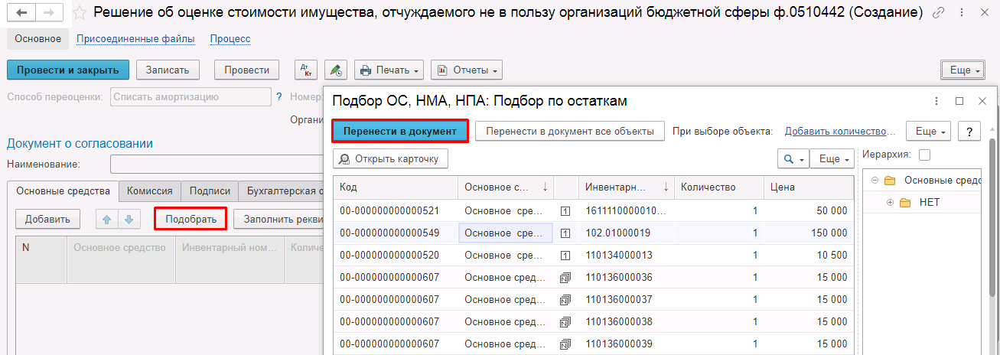 Решение об оценке стоимости имущества, отчуждаемого не в пользу организаций бюджетной сферы ф.0510442 (Создание)
Основное Присоединенные файлы Процесс
Провести и закрыть Записать Провести Дт Кт Печать Отчеты Еще
Способ переоценки: Списать амортизацию ? Номер:
Органи
Документ о согласовании
Наименование:
Основные средства Комиссия Подписи Бухгалтерская о
Добавить Подобрать Заполнить рекви
N Основное средство Инвентарный ном... Количе
Подбор ОС, НМА, НПА: Подбор по остаткам
Перенести в документ Перенести в документ все объекты При выборе объекта: Добавить количество... Еще ?
Открыть карточку Еще Иерархия:
Код Основное с... Инвентарн... Количество Цена
00-000000000000521 Основное сре... 1 1611110000010... 1 50 000
00-000000000000549 Основное сре... 1 102.01000019 1 150 000
00-000000000000520 Основное сре... 1 110134000013 1 10 500
00-000000000000607 Основное сред... N 110136000036 1 15 000
00-000000000000607 Основное сред... N 110136000037 1 15 000
00-000000000000607 Основное сред... N 110136000038 1 15 000
00-000000000000607 Основное сред... N 110136000039 1 15 000
Основные средс
НЕТ